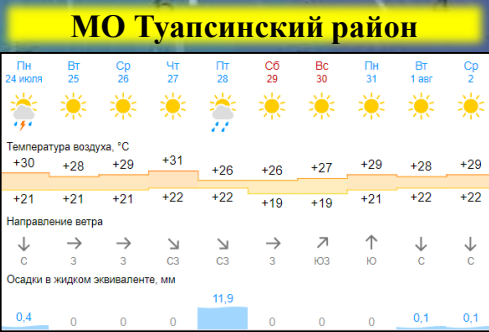 МО Туапсинский район
Пн Вт Ср Чт Пт Сб Вс Пн Вт Ср
24 июля 25 26 27 28 29 30 31 1 авг 2
Температура воздуха, °C
+30 +28 +29 +31 +26 +26 +27 +29 +28 +29
+21 +21 +21 +22 +22 +19 +19 +21 +22 +22
Направление ветра
С З З СЗ СЗ З ЮЗ Ю С С
Осадки в жидком эквиваленте, мм
0,4 0 0 0 11,9 0 0 0 0,1 0,1